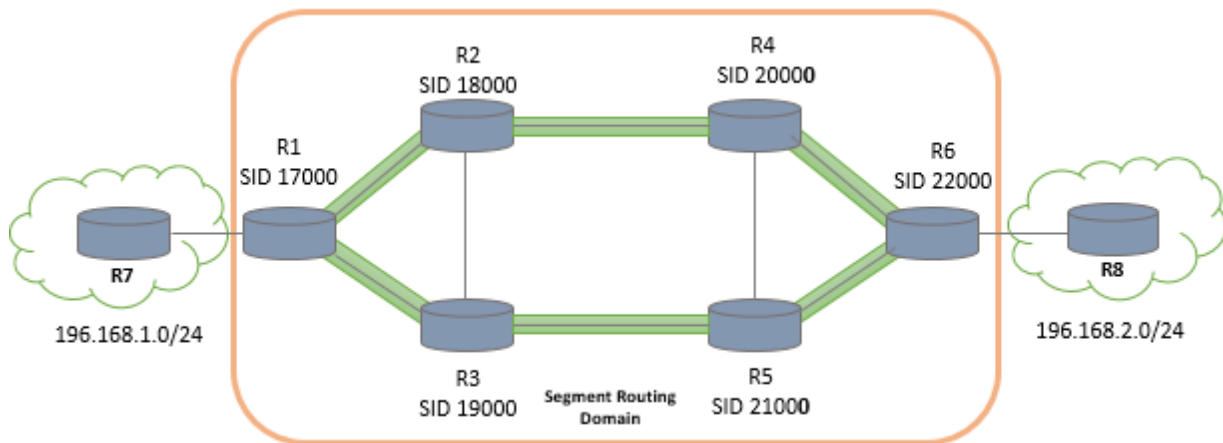 R2
SID 18000
R4
SID 20000
R1
SID 17000
R6
SID 22000
R7
R8
196.168.1.0/24
196.168.2.0/24
R3
SID 19000
Segment Routing
Domain
R5
SID 21000